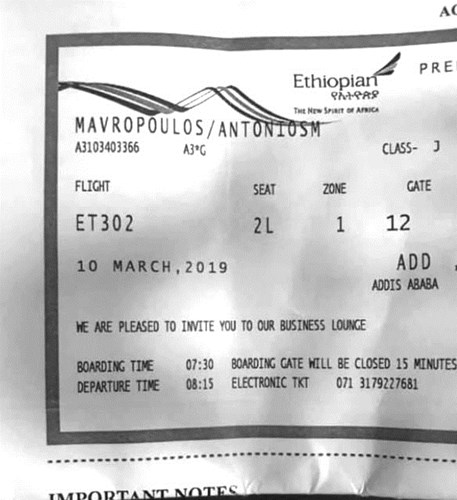 AC
PRE
Ethiopian
የኢትዮጵያ
THE NEW SPIRIT OF AFRICA
MAVROPOULOS/ANTONIOSM
A3103403366 A3*G CLASS- J
FLIGHT SEAT ZONE GATE
ET302 2L 1 12
10 MARCH,2019 ADD
ADDIS ABABA
WE ARE PLEASED TO INVITE YOU TO OUR BUSINESS LOUNGE
BOARDING TIME 07:30 BOARDING GATE WILL BE CLOSED 15 MINUTES
DEPARTURE TIME 08:15 ELECTRONIC TKT 071 3179227681
IMPORTANT NOTES